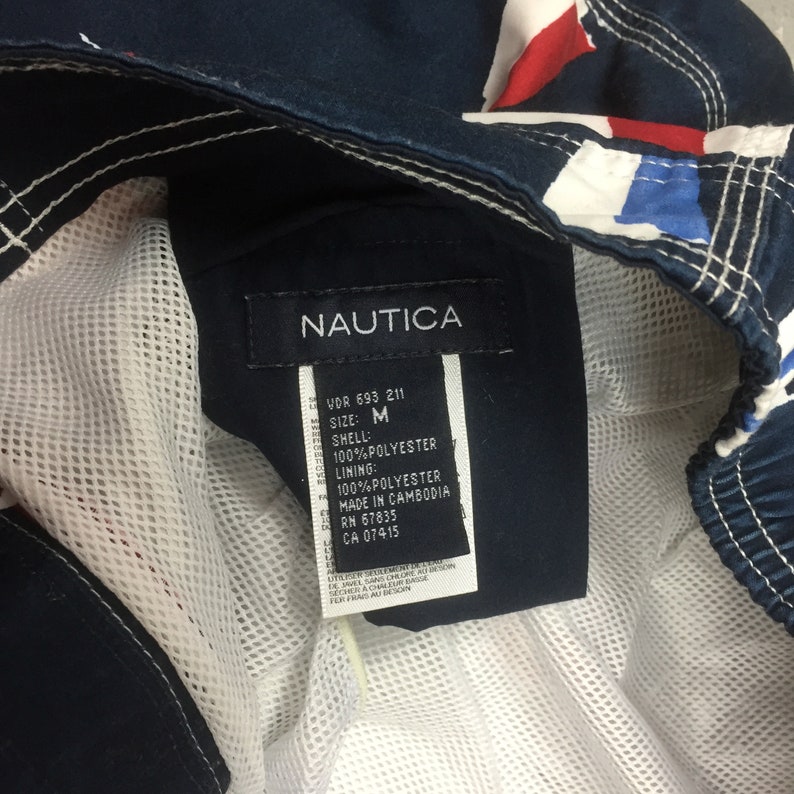 NAUTICA
VDR 693 211
SIZE: M
SHELL:
100%POLYESTER
LINING:
100%POLYESTER
MADE IN CAMBODIA
RN 67835
CA 07415
UTILISER SEULEMENT DE L'EAU
DE JAVEL SANS CHLORE AU BESOIN
SÉCHER A CHALEUR BASSE
FER FRAIS AU BESOIN